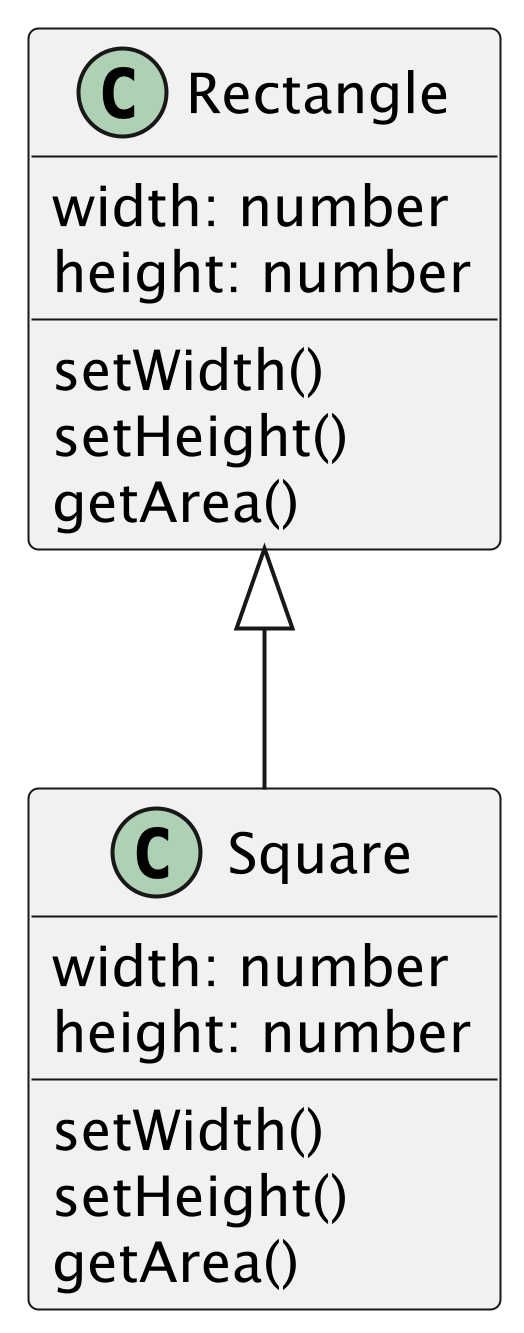 C Rectangle
width: number
height: number
setWidth()
setHeight()
getArea()
C Square
width: number
height: number
setWidth()
setHeight()
getArea()